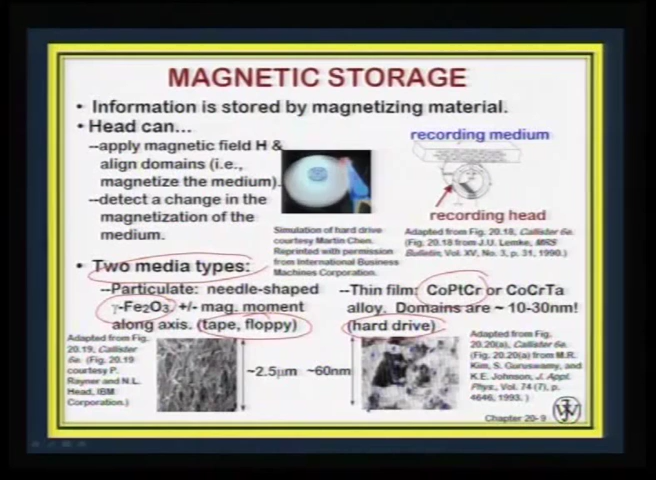 MAGNETIC STORAGE
• Information is stored by magnetizing material.
• Head can...
--apply magnetic field H &
align domains (i.e.,
magnetize the medium).
--detect a change in the
magnetization of the
medium.
Simulation of hard drive
courtesy Martin Chen.
Reprinted with permission
from International Business
Machines Corporation.
recording medium
recording head
Adapted from Fig. 20.18, Callister 6e.
(Fig. 20.18 from J.U. Lemke, MRS
Bulletin, Vol. XV, No. 3, p. 31, 1990.)
• Two media types:
--Particulate: needle-shaped
γ-Fe2O3. +/- mag. moment
along axis. (tape, floppy)
--Thin film: CoPtCr or CoCrTa
alloy. Domains are ~ 10-30nm!
(hard drive)
Adapted from Fig.
20.19, Callister
6e. (Fig. 20.19
courtesy P.
Rayner and N.L.
Head, IBM
Corporation.)
~2.5μm
~60nm
Adapted from Fig.
20.20(a), Callister 6e.
(Fig. 20.20(a) from M.R.
Kim, S. Guruswamy, and
K.E. Johnson, J. Appl.
Phys., Vol. 74 (7), p.
4646, 1993. )
Chapter 20- 9